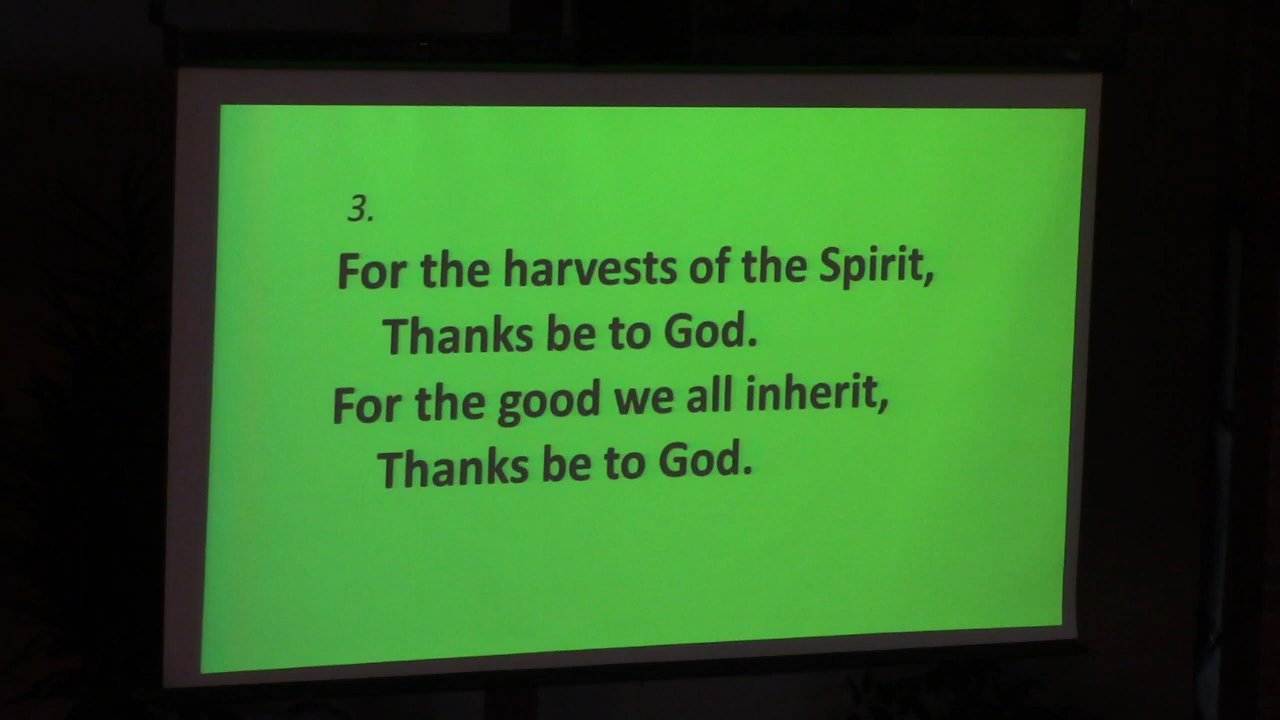 3.
For the harvests of the Spirit,
Thanks be to God.
For the good we all inherit,
Thanks be to God.